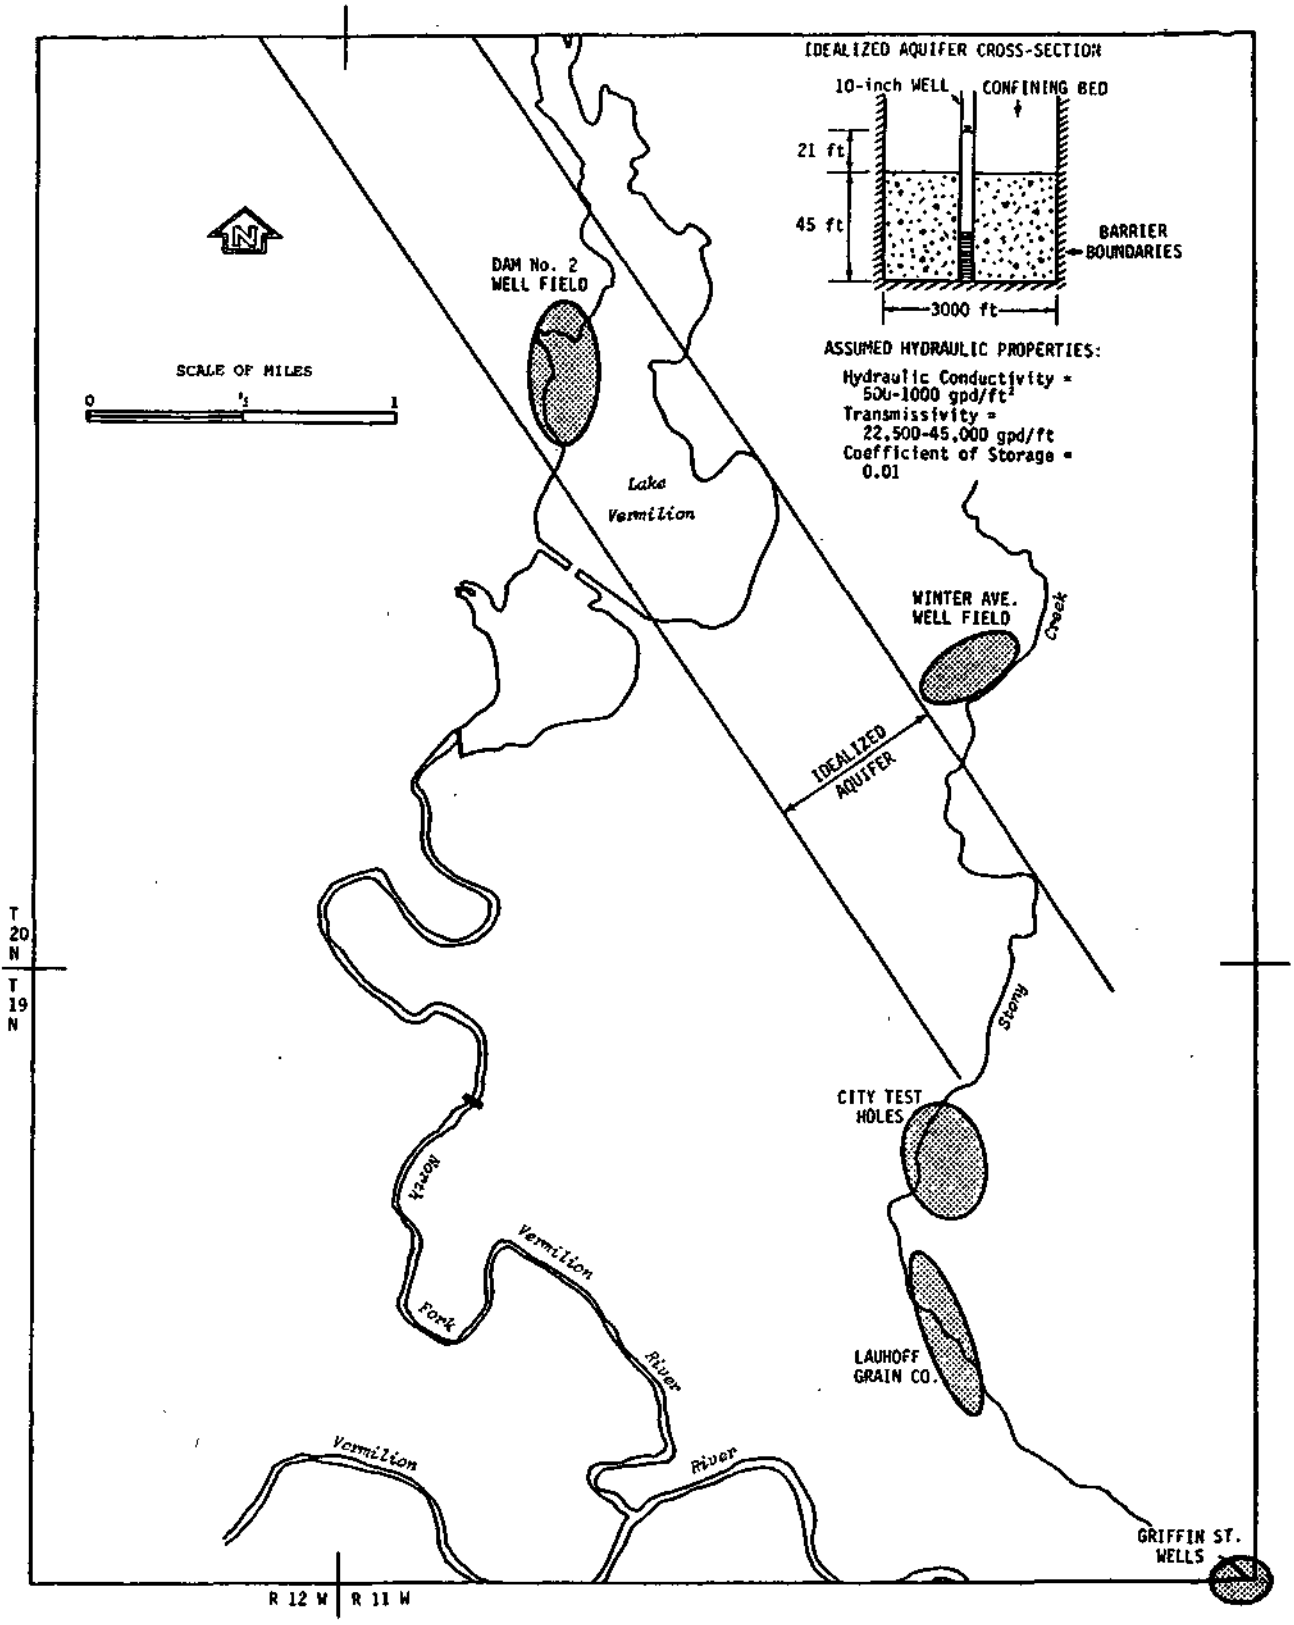 IDEALIZED AQUIFER CROSS-SECTION
10-inch WELL
CONFINING BED
21 ft
45 ft
BARRIER
BOUNDARIES
3000 ft
ASSUMED HYDRAULIC PROPERTIES:
Hydraulic Conductivity =
500-1000 gpd/ft²
Transmissivity =
22,500-45,000 gpd/ft
Coefficient of Storage =
0.01
N
DAM No. 2
WELL FIELD
SCALE OF MILES
0
½
1
Lake
Vermilion
WINTER AVE.
WELL FIELD
Creek
IDEALIZED
AQUIFER
T
20
N
T
19
N
Stony
CITY TEST
HOLES
North
Fork
Vermilion
River
LAUHOFF
GRAIN CO.
Vermilion
River
GRIFFIN ST.
WELLS
R 12 W
R 11 W